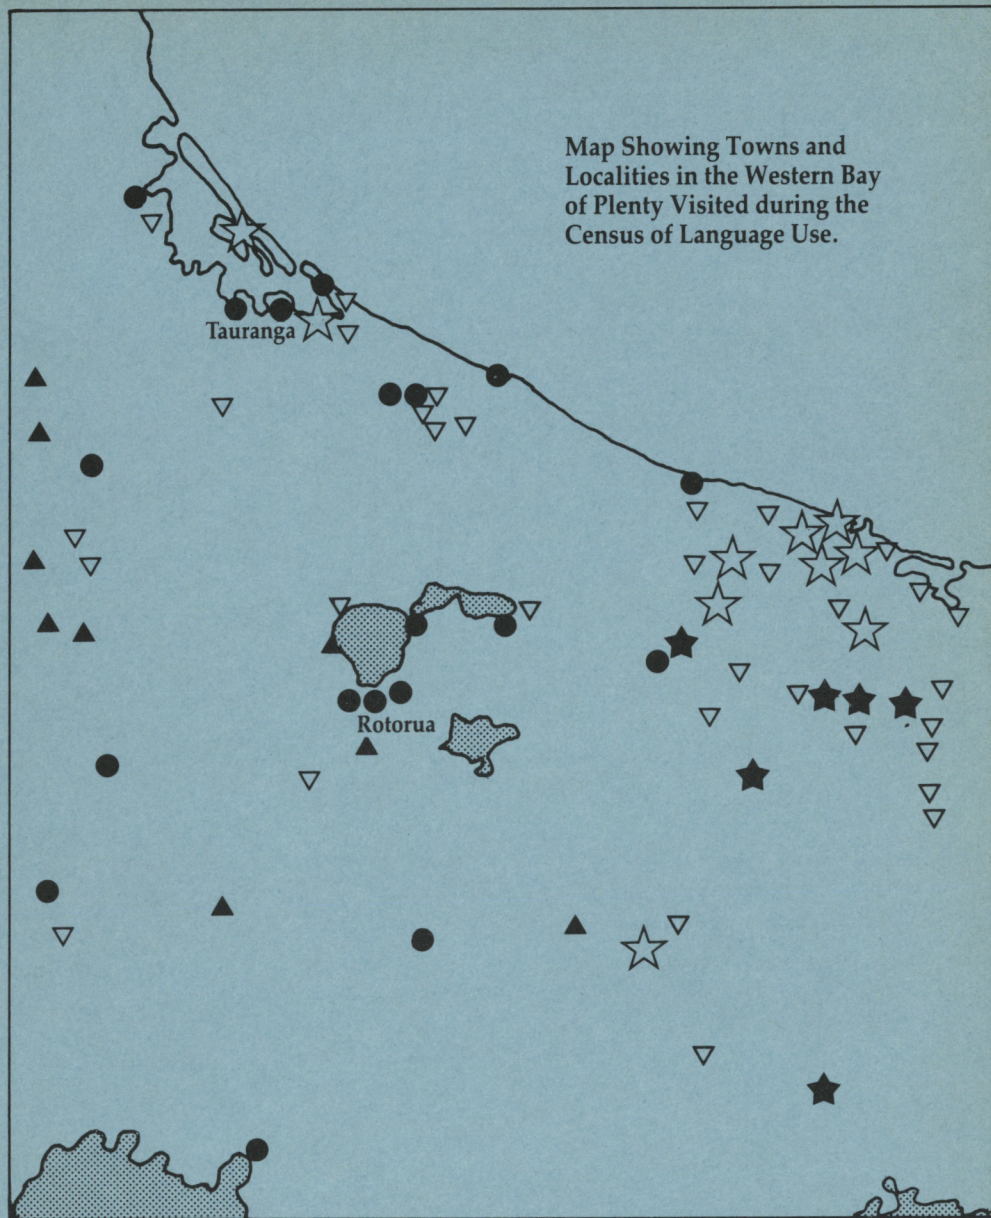 Map Showing Towns and
Localities in the Western Bay
of Plenty Visited during the
Census of Language Use.
Tauranga
Rotorua